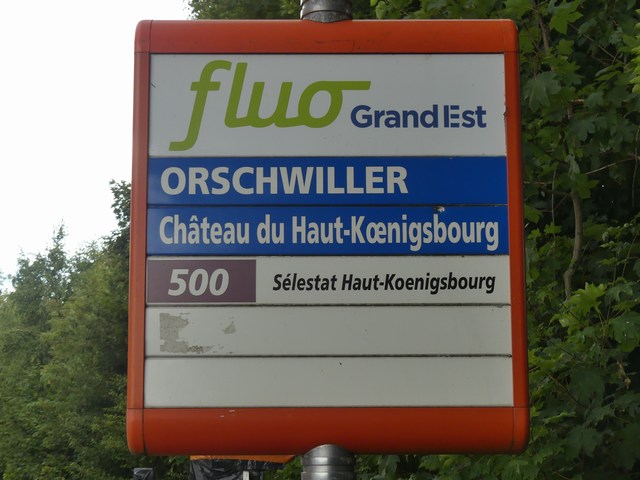 fluo Grand Est
ORSCHWILLER
Château du Haut-Kœnigsbourg
500 Sélestat Haut-Koenigsbourg